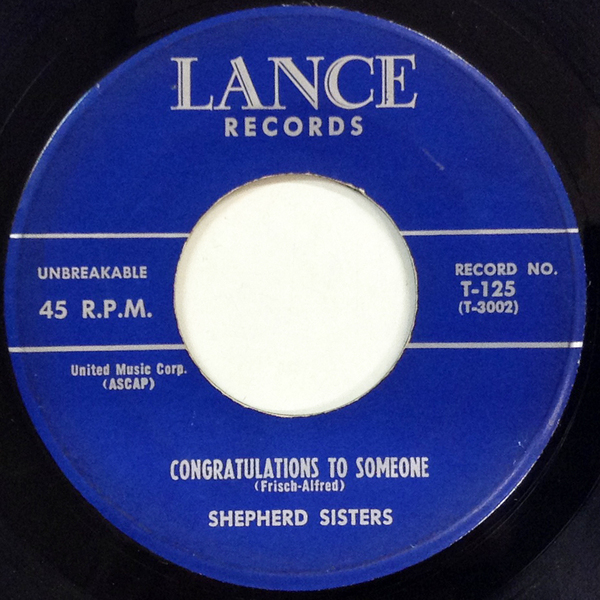 LANCE
RECORDS
UNBREAKABLE
45 R.P.M.
RECORD NO.
T-125
(T-3002)
United Music Corp.
(ASCAP)
CONGRATULATIONS TO SOMEONE
(Frisch-Alfred)
SHEPHERD SISTERS